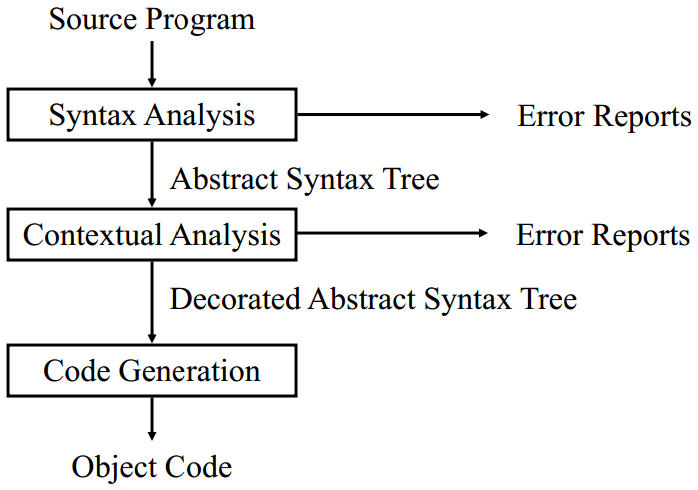 Source Program
Syntax Analysis
Error Reports
Abstract Syntax Tree
Contextual Analysis
Error Reports
Decorated Abstract Syntax Tree
Code Generation
Object Code